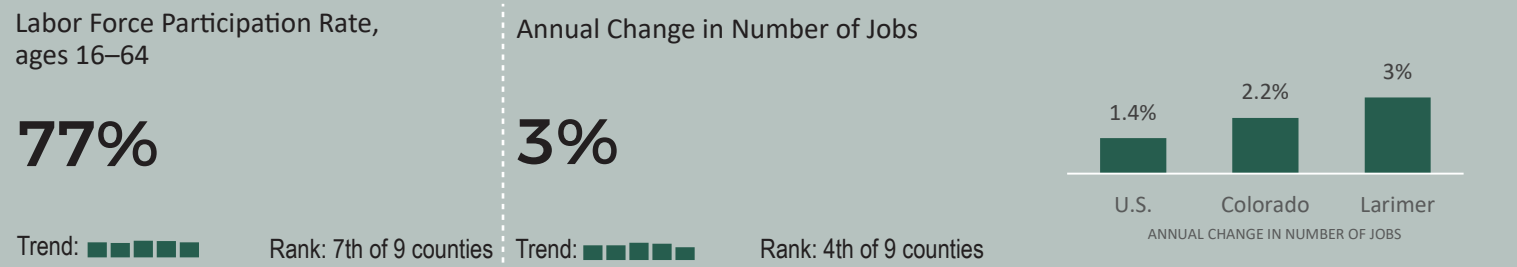 Labor Force Participation Rate,
ages 16–64
77%
Trend:
Rank: 7th of 9 counties
Annual Change in Number of Jobs
3%
Trend:
Rank: 4th of 9 counties
1.4%
2.2%
3%
U.S.
Colorado
Larimer
ANNUAL CHANGE IN NUMBER OF JOBS